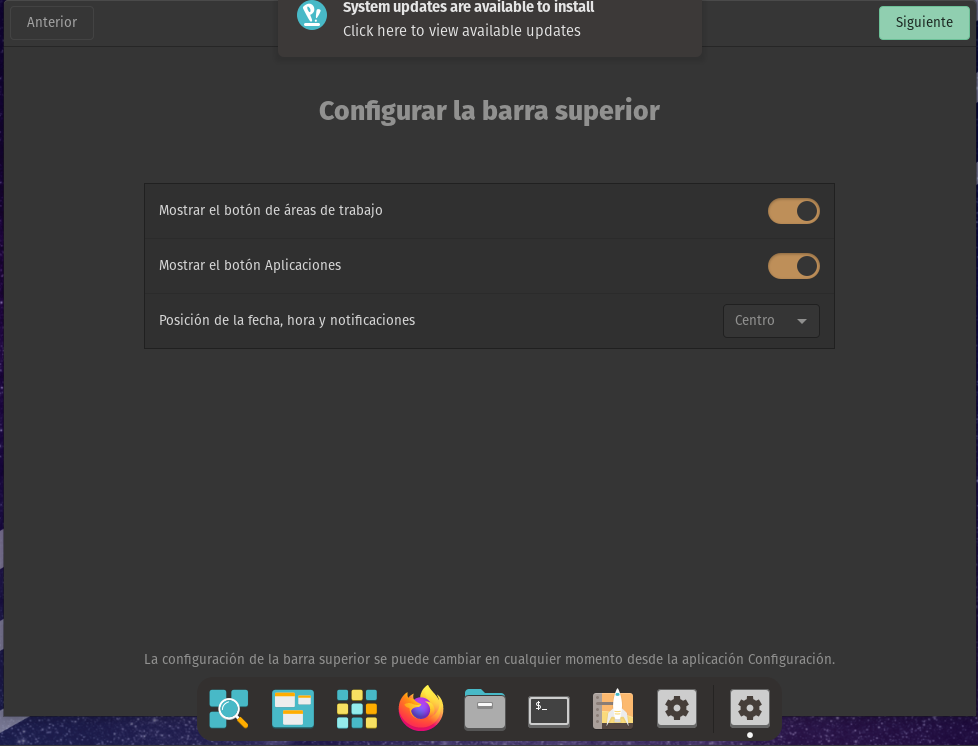 Anterior
System updates are available to install
Click here to view available updates
Siguiente
Configurar la barra superior
Mostrar el botón de áreas de trabajo
Mostrar el botón Aplicaciones
Posición de la fecha, hora y notificaciones
Centro
La configuración de la barra superior se puede cambiar en cualquier momento desde la aplicación Configuración.
$_